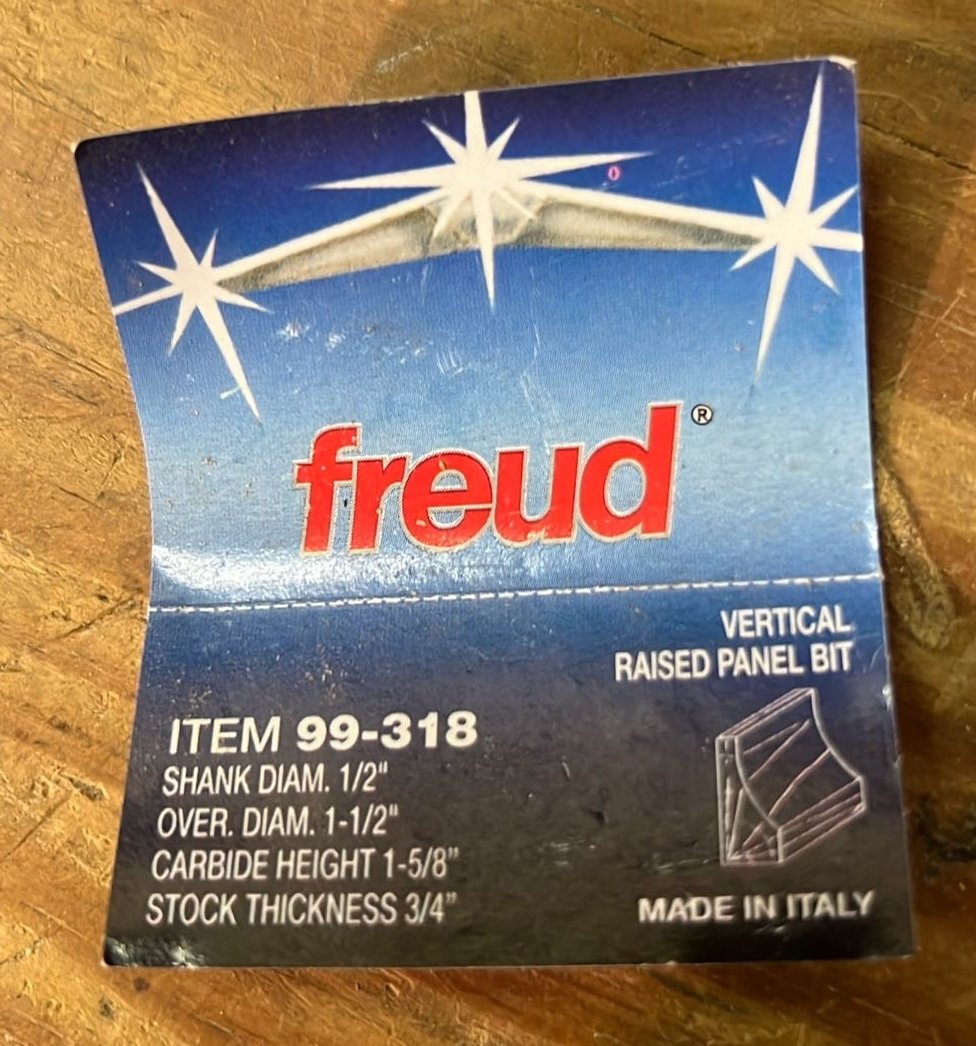 freud®
VERTICAL
RAISED PANEL BIT
ITEM 99-318
SHANK DIAM. 1/2"
OVER. DIAM. 1-1/2"
CARBIDE HEIGHT 1-5/8"
STOCK THICKNESS 3/4"
MADE IN ITALY